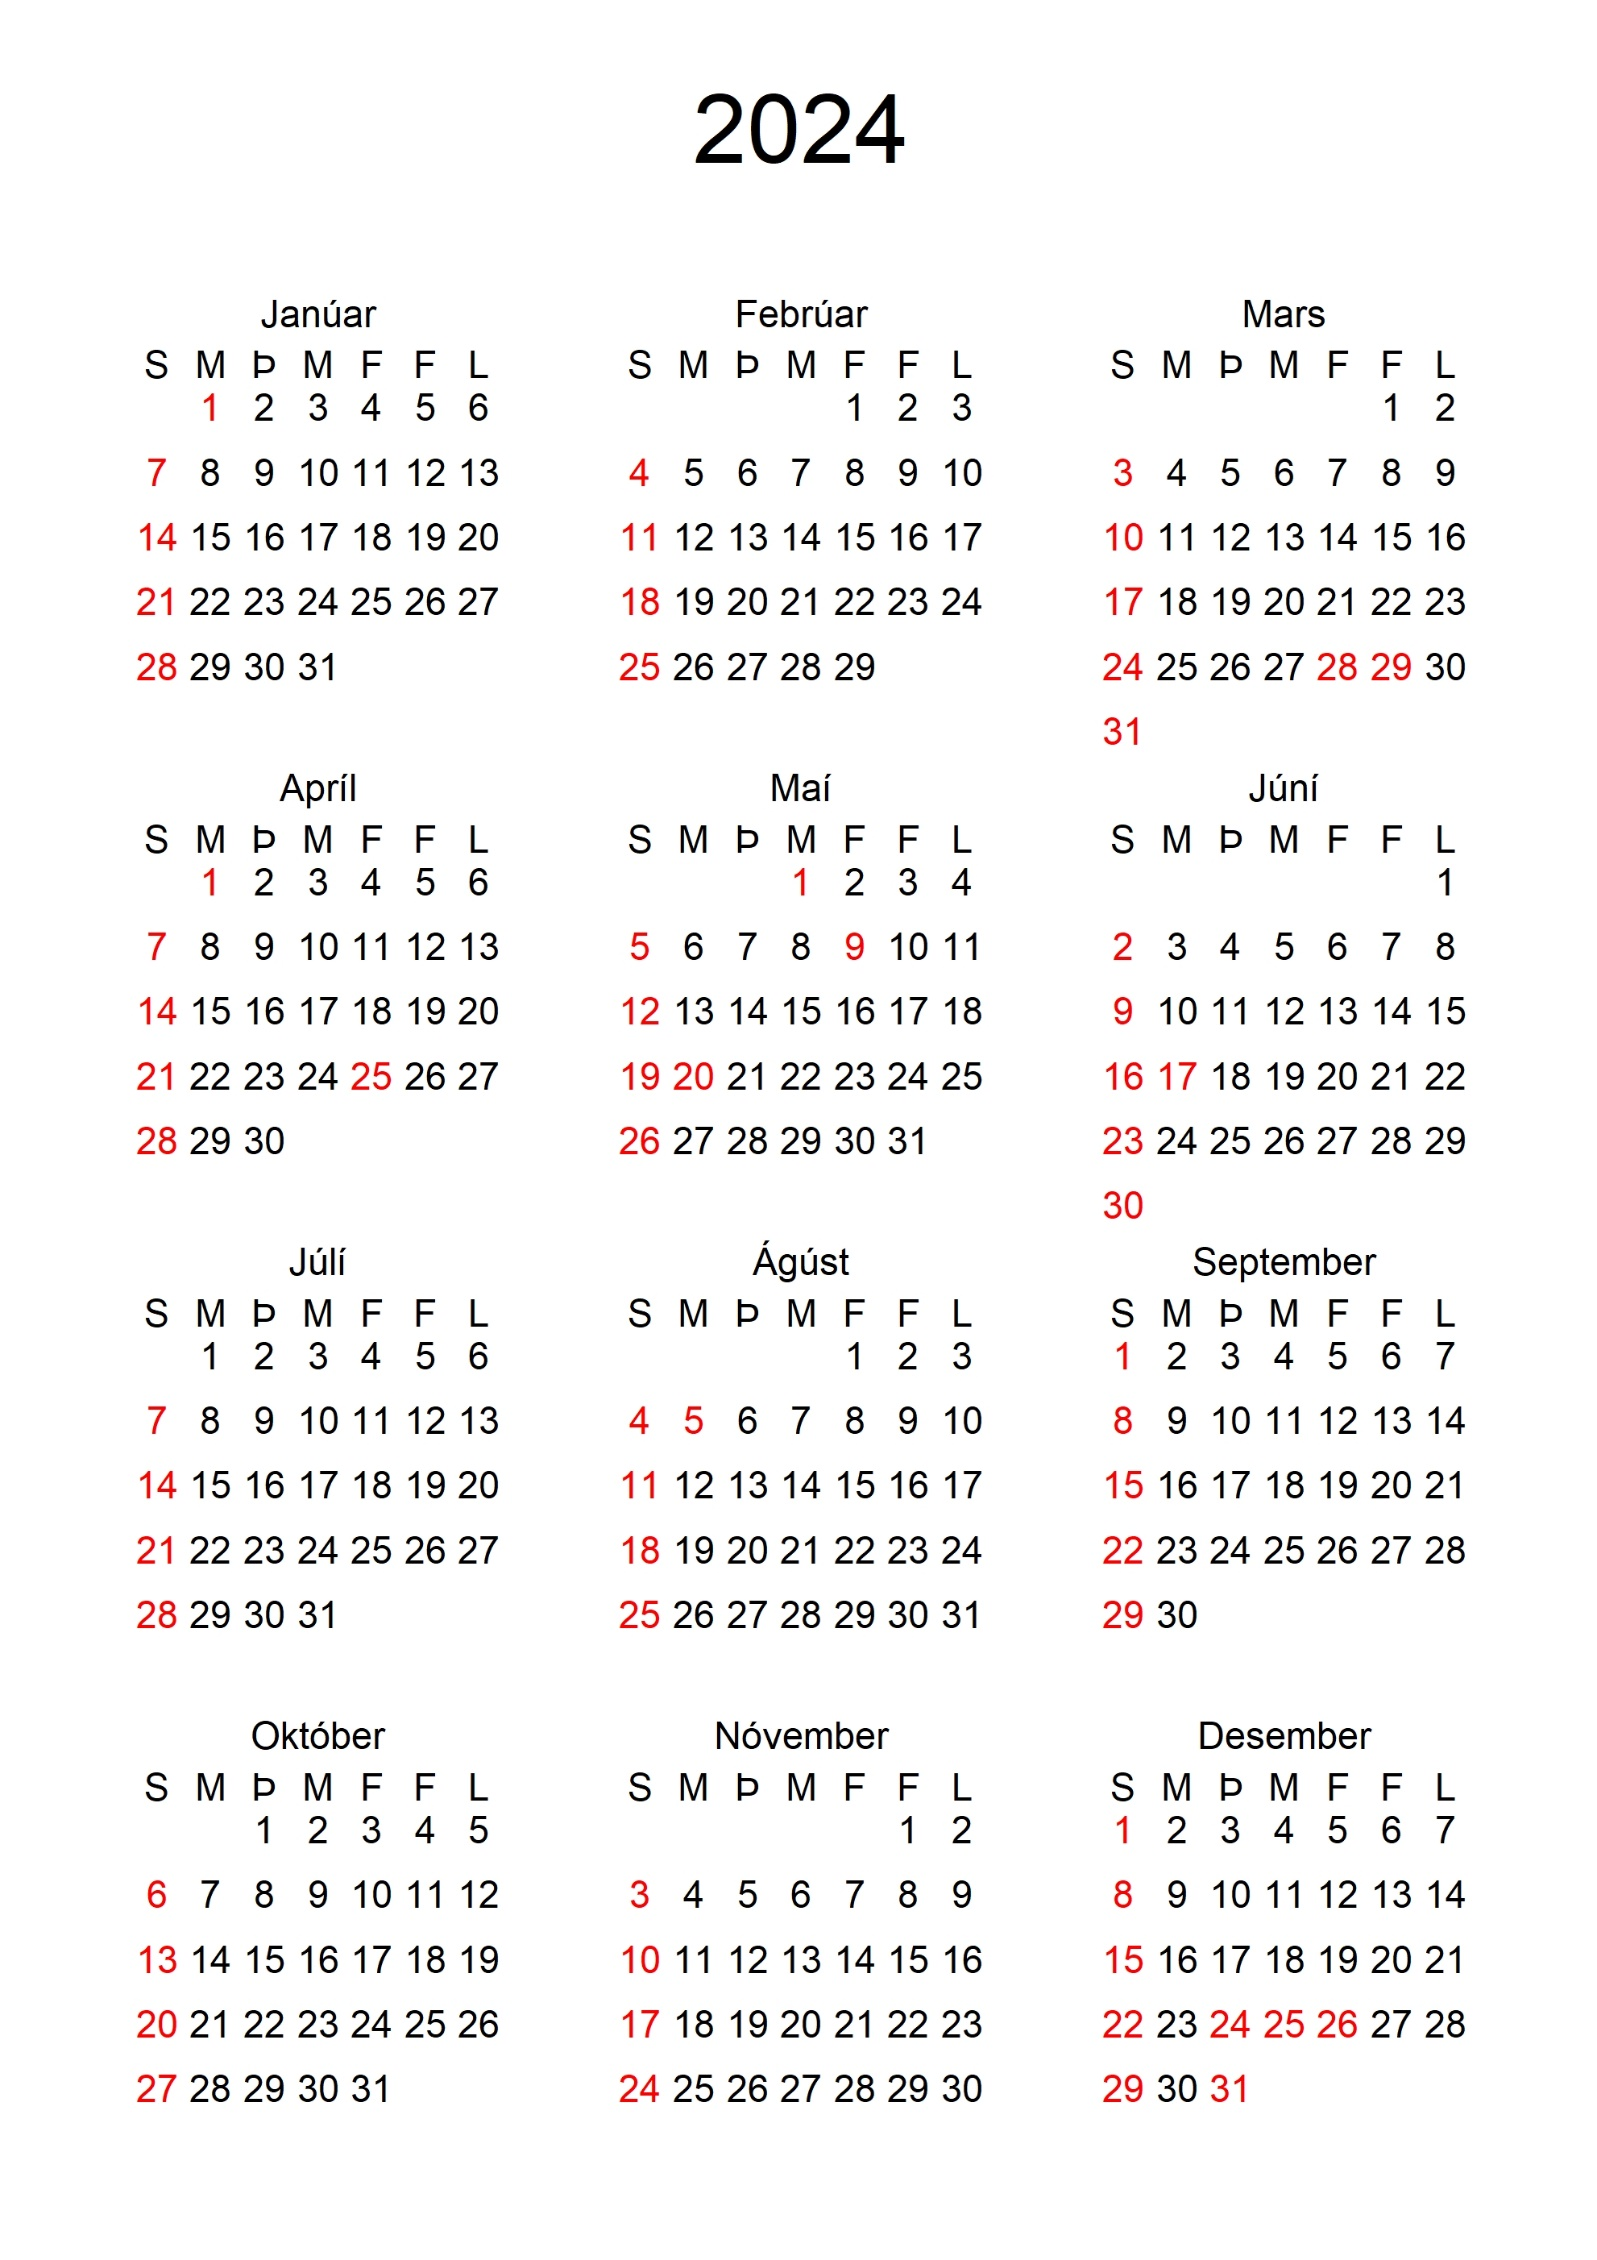 2024
Janúar
S M Þ M F F L
1 2 3 4 5 6
7 8 9 10 11 12 13
14 15 16 17 18 19 20
21 22 23 24 25 26 27
28 29 30 31
Febrúar
S M Þ M F F L
1 2 3
4 5 6 7 8 9 10
11 12 13 14 15 16 17
18 19 20 21 22 23 24
25 26 27 28 29
Mars
S M Þ M F F L
1 2
3 4 5 6 7 8 9
10 11 12 13 14 15 16
17 18 19 20 21 22 23
24 25 26 27 28 29 30
31
Apríl
S M Þ M F F L
1 2 3 4 5 6
7 8 9 10 11 12 13
14 15 16 17 18 19 20
21 22 23 24 25 26 27
28 29 30
Maí
S M Þ M F F L
1 2 3 4
5 6 7 8 9 10 11
12 13 14 15 16 17 18
19 20 21 22 23 24 25
26 27 28 29 30 31
Júní
S M Þ M F F L
1
2 3 4 5 6 7 8
9 10 11 12 13 14 15
16 17 18 19 20 21 22
23 24 25 26 27 28 29
30
Júlí
S M Þ M F F L
1 2 3 4 5 6
7 8 9 10 11 12 13
14 15 16 17 18 19 20
21 22 23 24 25 26 27
28 29 30 31
Ágúst
S M Þ M F F L
1 2 3
4 5 6 7 8 9 10
11 12 13 14 15 16 17
18 19 20 21 22 23 24
25 26 27 28 29 30 31
September
S M Þ M F F L
1 2 3 4 5 6 7
8 9 10 11 12 13 14
15 16 17 18 19 20 21
22 23 24 25 26 27 28
29 30
Október
S M Þ M F F L
1 2 3 4 5
6 7 8 9 10 11 12
13 14 15 16 17 18 19
20 21 22 23 24 25 26
27 28 29 30 31
Nóvember
S M Þ M F F L
1 2
3 4 5 6 7 8 9
10 11 12 13 14 15 16
17 18 19 20 21 22 23
24 25 26 27 28 29 30
Desember
S M Þ M F F L
1 2 3 4 5 6 7
8 9 10 11 12 13 14
15 16 17 18 19 20 21
22 23 24 25 26 27 28
29 30 31